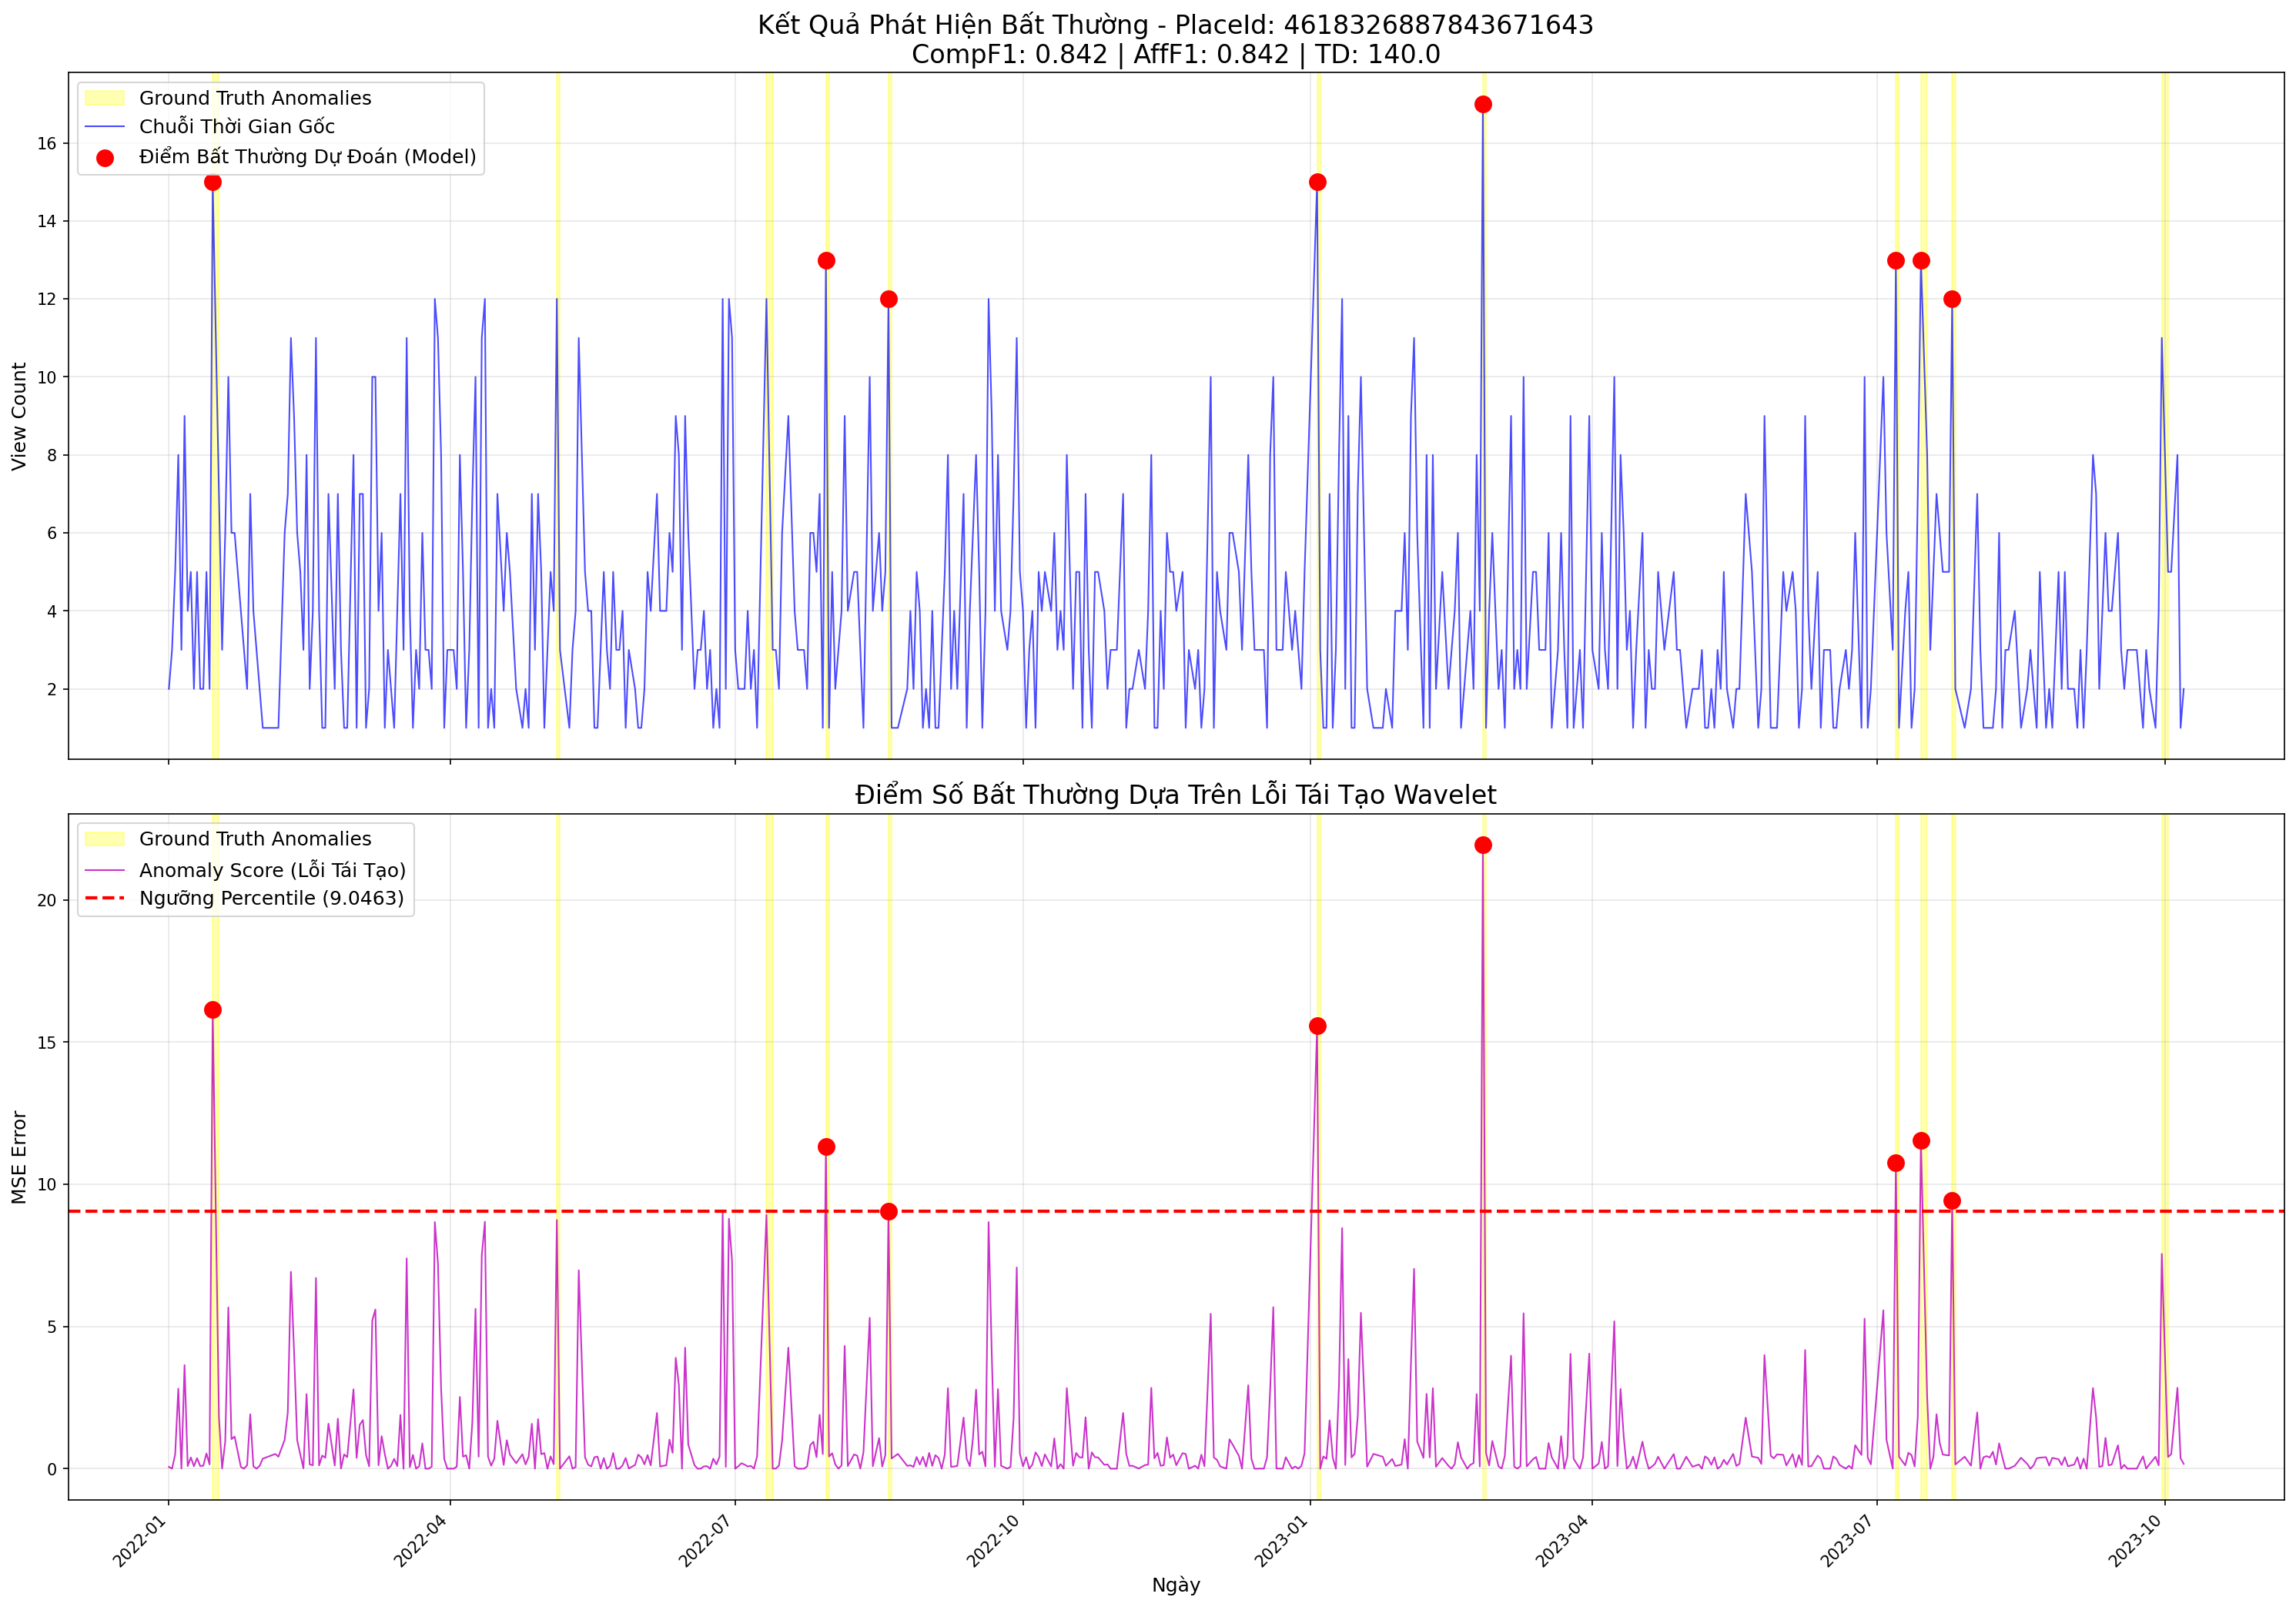 Kết Quả Phát Hiện Bất Thường - PlaceId: 4618326887843671643
CompF1: 0.842 | AffF1: 0.842 | TD: 140.0
Ground Truth Anomalies
Chuỗi Thời Gian Gốc
Điểm Bất Thường Dự Đoán (Model)
View Count
16
14
12
10
8
6
4
2
Điểm Số Bất Thường Dựa Trên Lỗi Tái Tạo Wavelet
Ground Truth Anomalies
Anomaly Score (Lỗi Tái Tạo)
Ngưỡng Percentile (9.0463)
MSE Error
20
15
10
5
0
2022-01
2022-04
2022-07
2022-10
2023-01
2023-04
2023-07
2023-10
Ngày